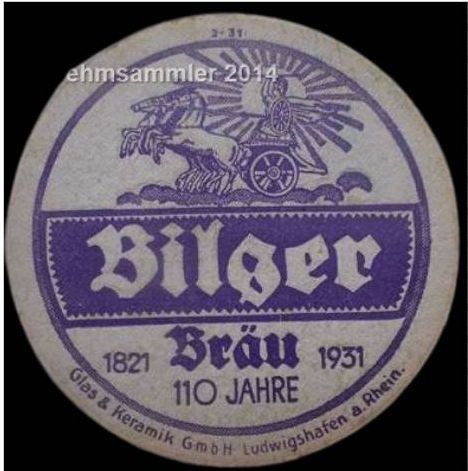 2-31
ehmsammler 2014
Bilger
Bräu
1821 1931
110 JAHRE
Glas & Keramik GmbH Ludwigshafen a. Rhein.